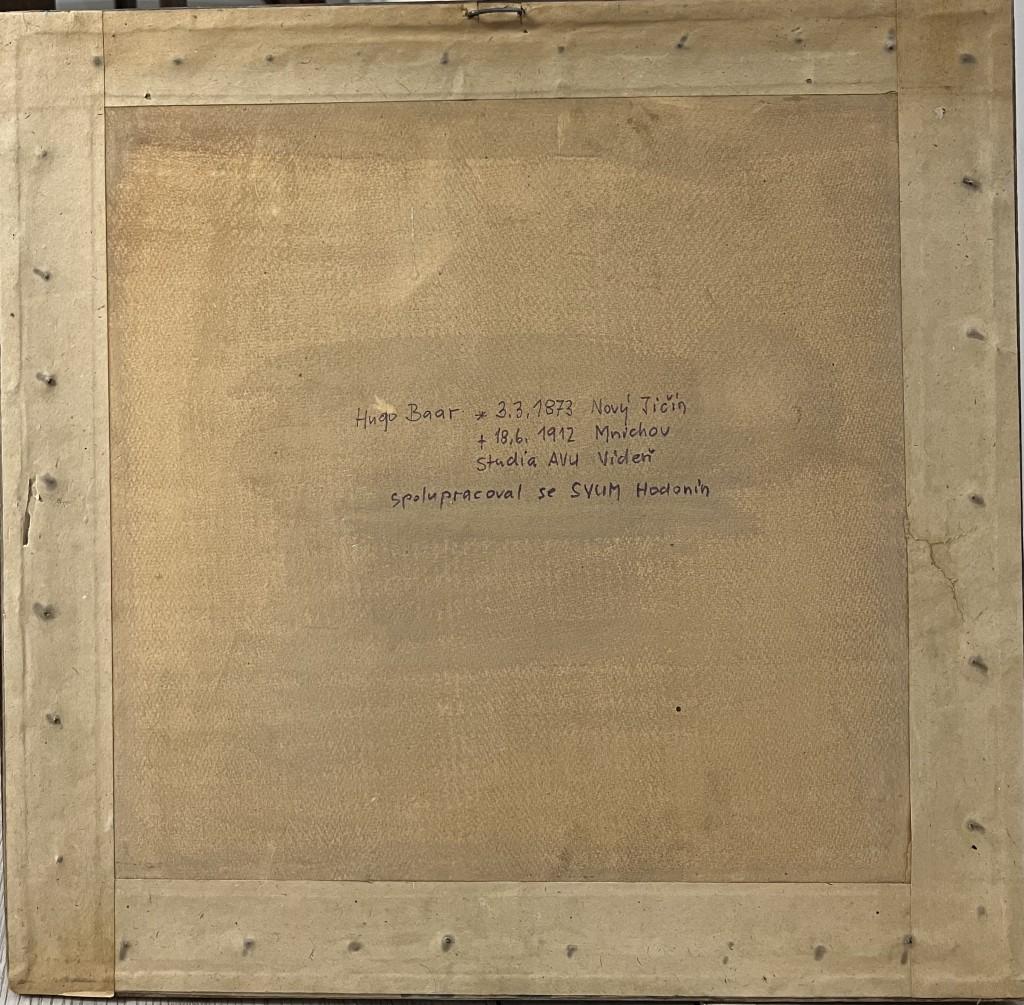 Hugo Baar * 3.3.1873 Nový Jičín
+ 18.6. 1912 Mnichov
Studia AVU Vídeň
spolupracoval se SVUM Hodonín